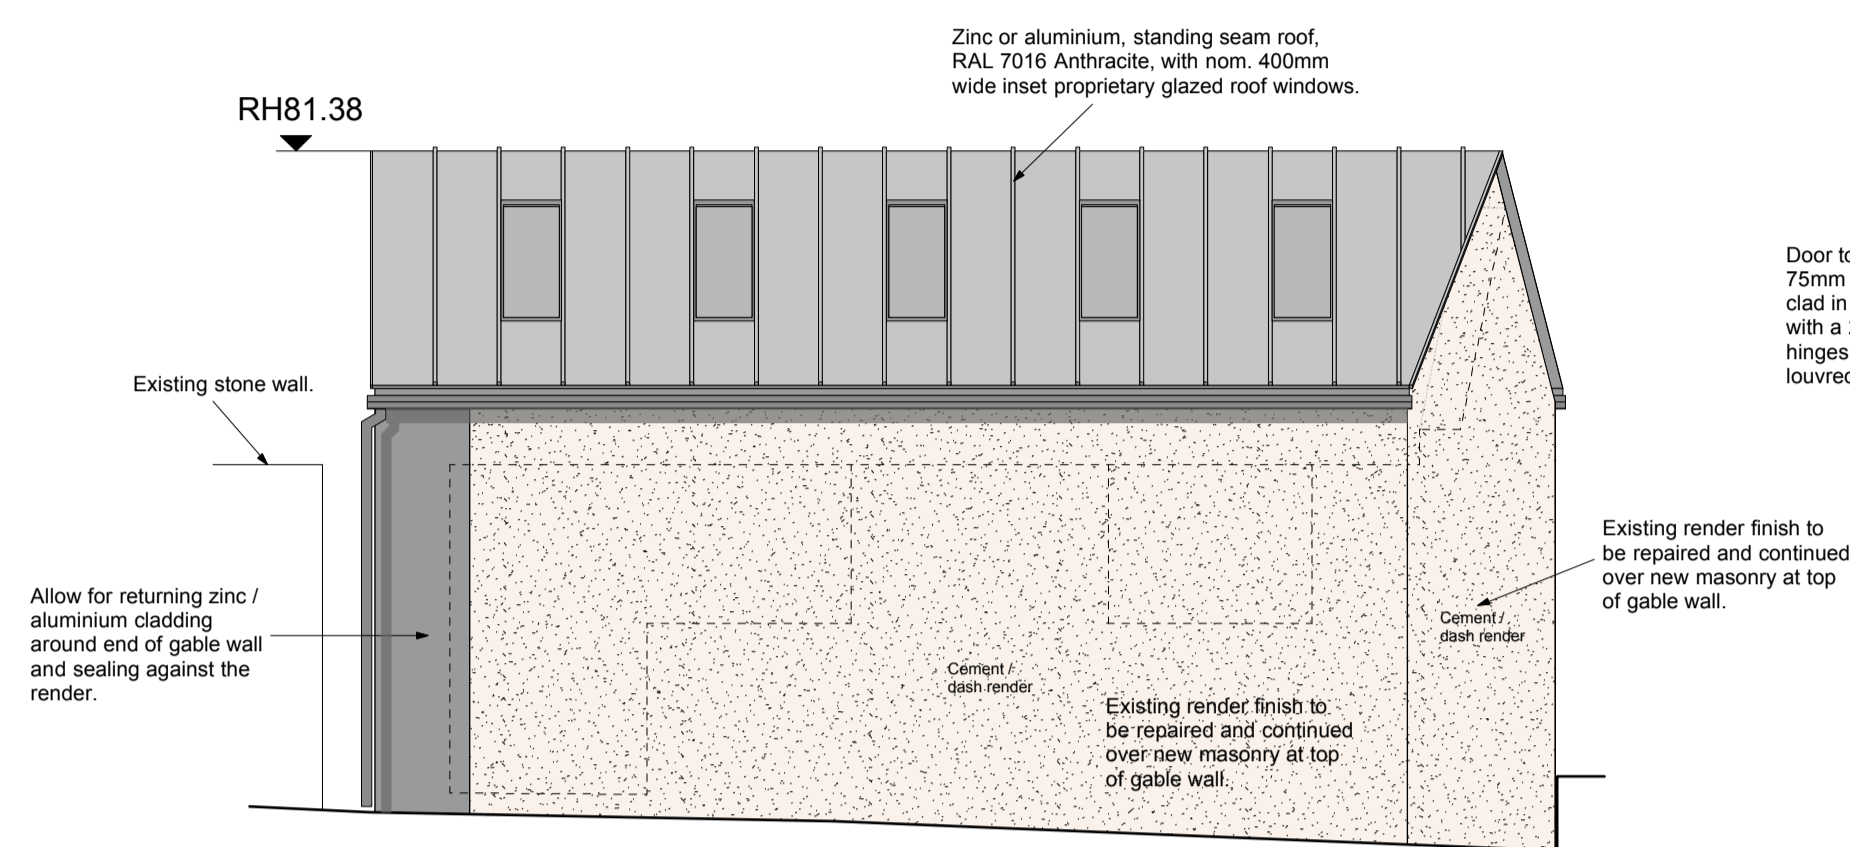 Zinc or aluminium, standing seam roof,
RAL 7016 Anthracite, with nom. 400mm
wide inset proprietary glazed roof windows.
RH81.38
Door to
75mm
clad in
with a
hinges
louvred
Existing stone wall.
Existing render finish to
be repaired and continued
over new masonry at top
of gable wall.
Allow for returning zinc /
aluminium cladding
around end of gable wall
and sealing against the
render.
Cement /
dash render
Cement /
dash render
Existing render finish to
be repaired and continued
over new masonry at top
of gable wall.